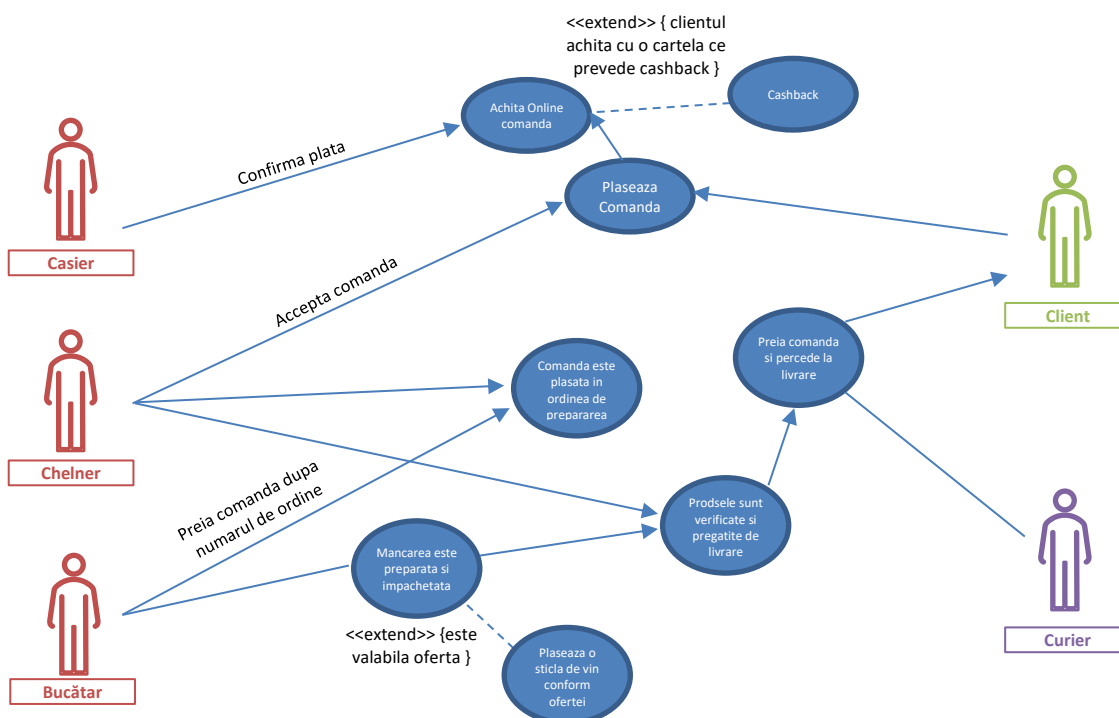 <<extend>> { clientul
achita cu o cartela ce
prevede cashback }
Cashback
Achita Online
comanda
Confirma plata
Plaseaza
Comanda
Casier
Accepta comanda
Client
Preia comanda
si percede la
livrare
Comanda este
plasata in
ordinea de
prepararea
Chelner
Preia comanda dupa
numarul de ordine
Prodsele sunt
verificate si
pregatite de
livrare
Mancarea este
preparata si
impachetata
<<extend>> {este
valabila oferta }
Curier
Plaseaza o
sticla de vin
conform
ofertei
Bucătar